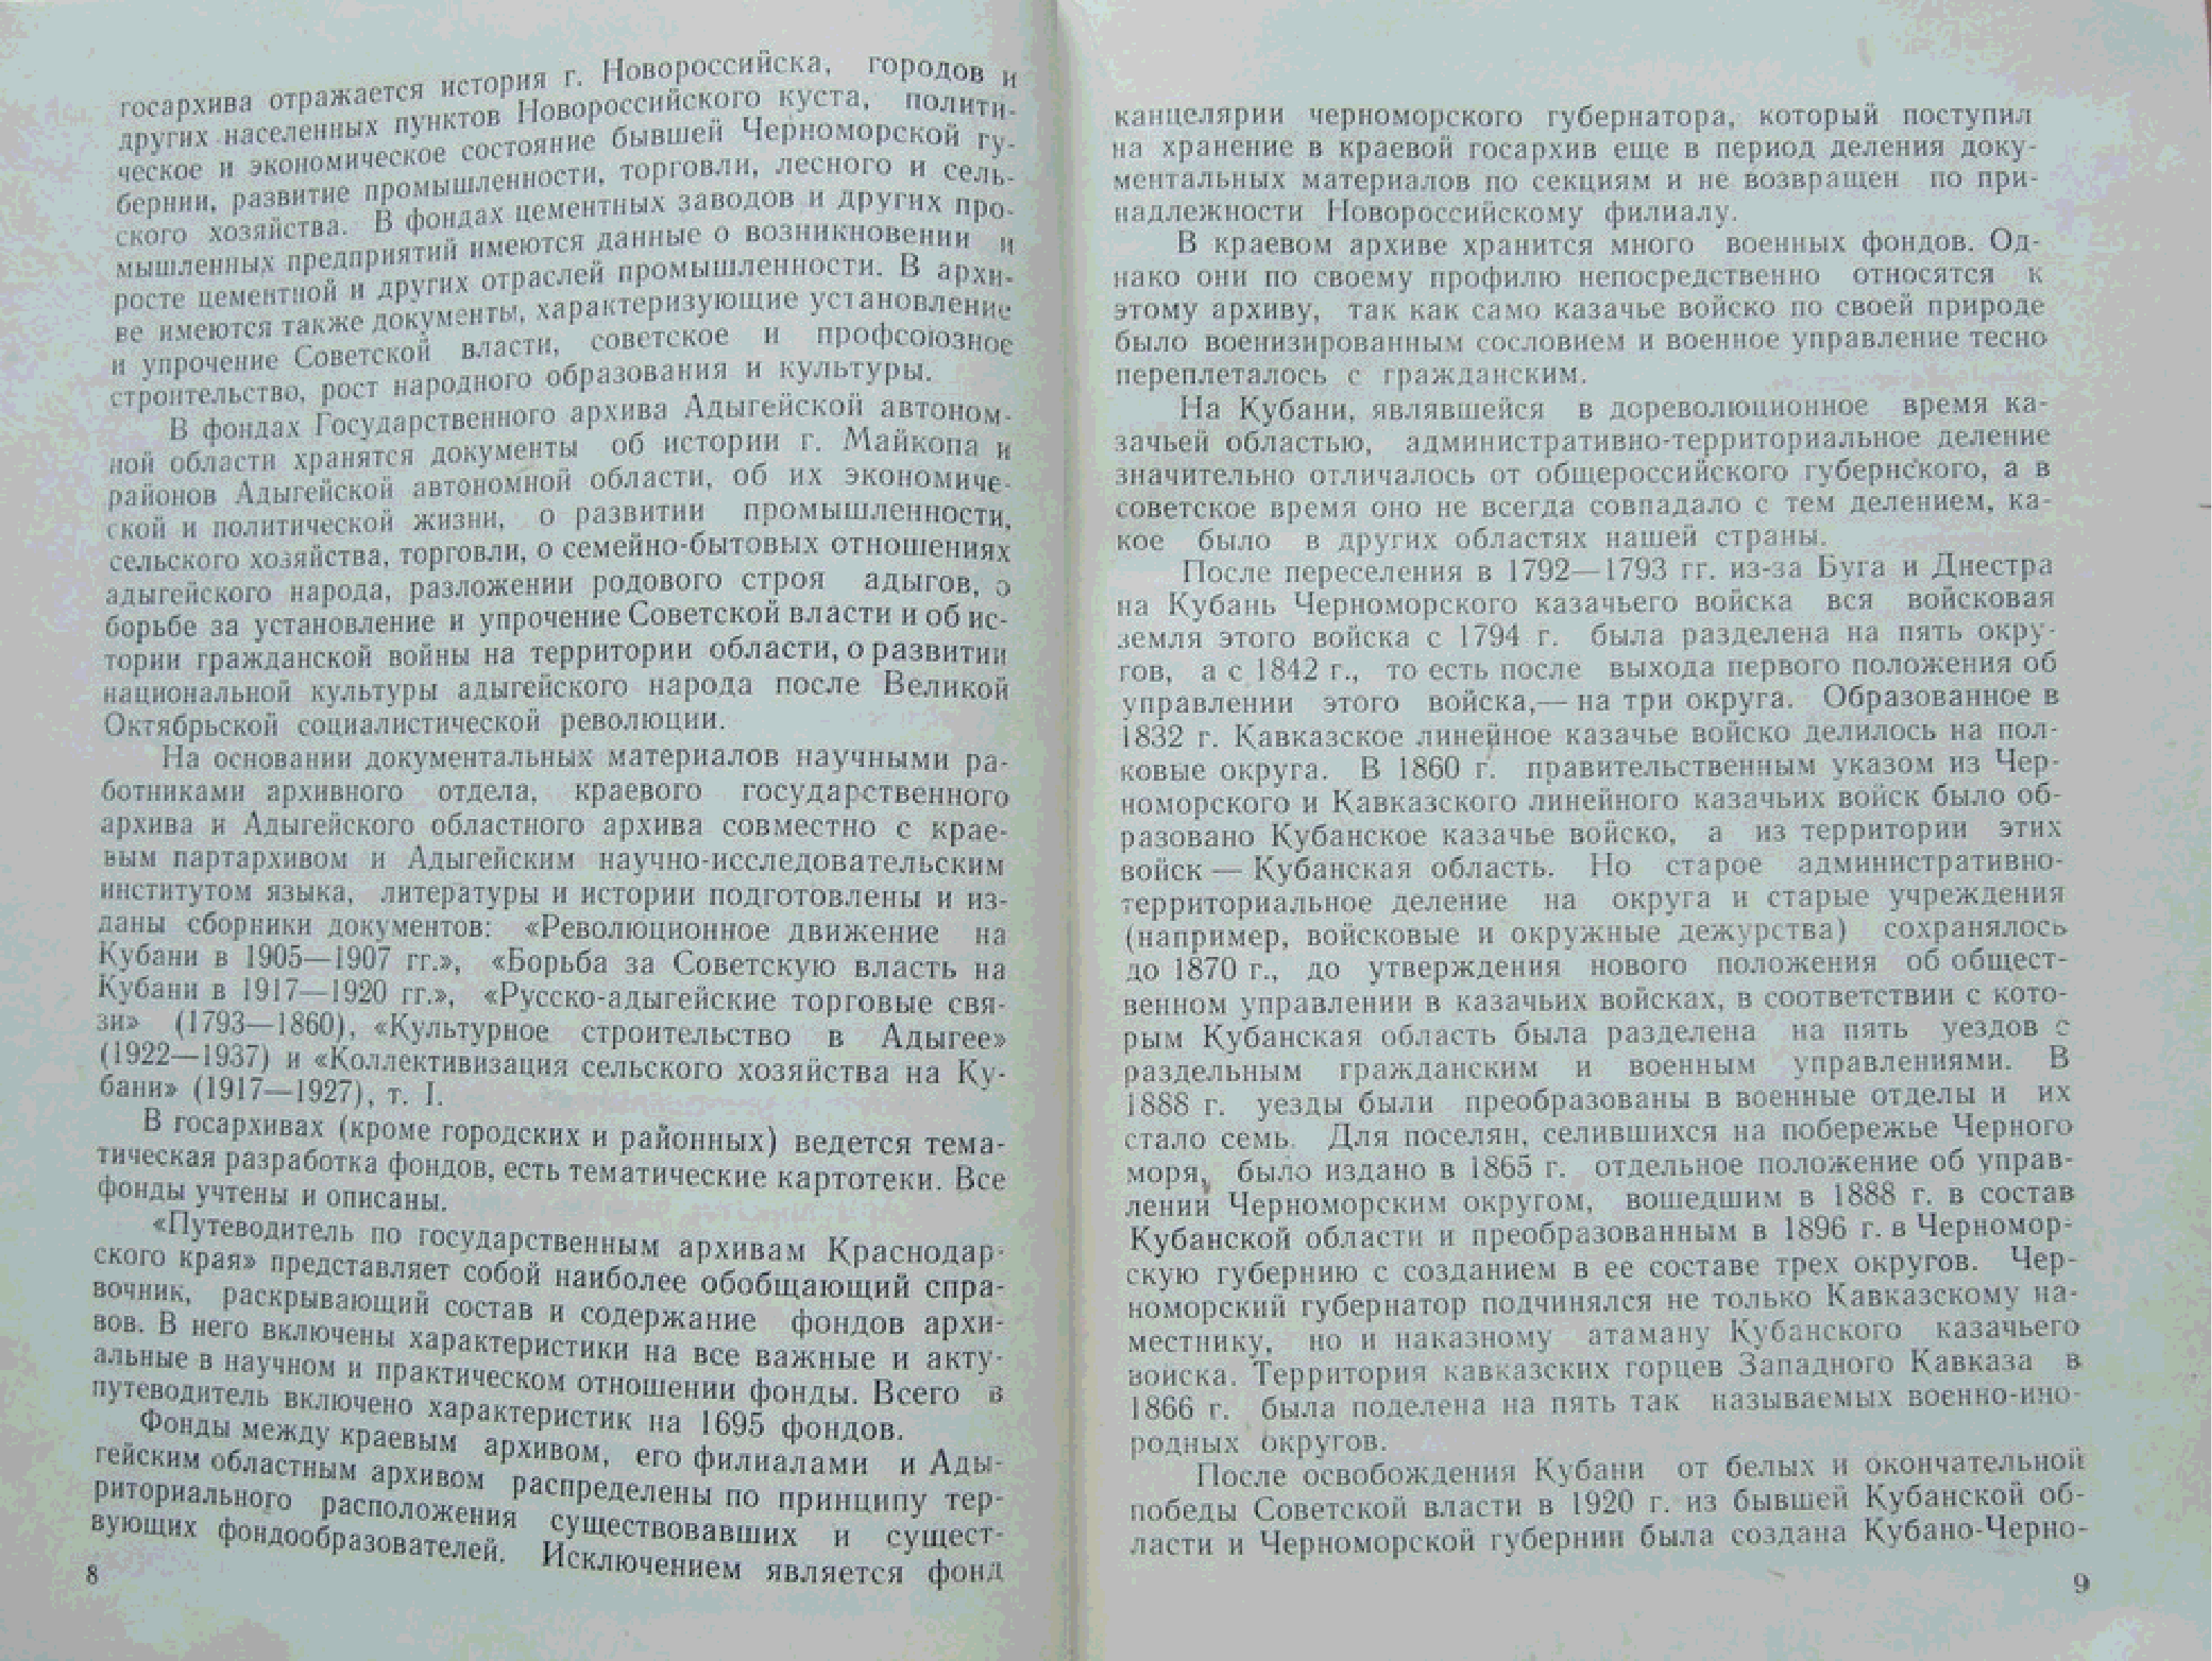 госархива отражается история г. Новороссийска, городов и
других населенных пунктов Новороссийского куста, полити-
ческое и экономическое состояние бывшей Черноморской гу-
бернии, развитие промышленности, торговли, лесного и сель-
ского хозяйства. В фондах цементных заводов и других про-
мышленных предприятий имеются данные о возникновении и
росте цементной и других отраслей промышленности. В архи-
ве имеются также документы, характеризующие установление
и упрочение Советской власти, советское и профсоюзное
строительство, рост народного образования и культуры.
В фондах Государственного архива Адыгейской автоном-
ной области хранятся документы об истории г. Майкопа и
районов Адыгейской автономной области, об их экономиче-
ской и политической жизни, о развитии промышленности,
сельского хозяйства, торговли, о семейно-бытовых отношениях
адыгейского народа, разложении родового строя адыгов, о
борьбе за установление и упрочение Советской власти и об ис-
тории гражданской войны на территории области, о развитии
национальной культуры адыгейского народа после Великой
Октябрьской социалистической революции.
На основании документальных материалов научными ра-
ботниками архивного отдела, краевого государственного
архива и Адыгейского областного архива совместно с крае-
вым партархивом и Адыгейским научно-исследовательским
институтом языка, литературы и истории подготовлены и из-
даны сборники документов: «Революционное движение на
Кубани в 1905—1907 гг.», «Борьба за Советскую власть на
Кубани в 1917—1920 гг.», «Русско-адыгейские торговые свя-
зи» (1793—1860), «Культурное строительство в Адыгее»
(1922—1937) и «Коллективизация сельского хозяйства на Ку-
бани» (1917—1927), т. I.
В госархивах (кроме городских и районных) ведется тема-
тическая разработка фондов, есть тематические картотеки. Все
фонды учтены и описаны.
«Путеводитель по государственным архивам Краснодар-
ского края» представляет собой наиболее обобщающий спра-
вочник, раскрывающий состав и содержание фондов архи-
вов. В него включены характеристики на все важные и акту-
альные в научном и практическом отношении фонды. Всего в
путеводитель включено характеристик на 1695 фондов.
Фонды между краевым архивом, его филиалами и Ады-
гейским областным архивом распределены по принципу тер-
риториального расположения существовавших и сущест-
вующих фондообразователей. Исключением является фонд
8
канцелярии черноморского губернатора, который поступил
на хранение в краевой госархив еще в период деления доку-
ментальных материалов по секциям и не возвращен по при-
надлежности Новороссийскому филиалу.
В краевом архиве хранится много военных фондов. Од-
нако они по своему профилю непосредственно относятся к
этому архиву, так как само казачье войско по своей природе
было военизированным сословием и военное управление тесно
переплеталось с гражданским.
На Кубани, являвшейся в дореволюционное время ка-
зачьей областью, административно-территориальное деление
значительно отличалось от общероссийского губернского, а в
советское время оно не всегда совпадало с тем делением, ка-
кое было в других областях нашей страны.
После переселения в 1792—1793 гг. из-за Буга и Днестра
на Кубань Черноморского казачьего войска вся войсковая
земля этого войска с 1794 г. была разделена на пять окру-
гов, а с 1842 г., то есть после выхода первого положения об
управлении этого войска,— на три округа. Образованное в
1832 г. Кавказское линейное казачье войско делилось на пол-
ковые округа. В 1860 г. правительственным указом из Чер-
номорского и Кавказского линейного казачьих войск было об-
разовано Кубанское казачье войско, а из территории этих
войск — Кубанская область. Но старое административно-
территориальное деление на округа и старые учреждения
(например, войсковые и окружные дежурства) сохранялось
до 1870 г., до утверждения нового положения об общест-
венном управлении в казачьих войсках, в соответствии с кото-
рым Кубанская область была разделена на пять уездов с
раздельным гражданским и военным управлениями. В
1888 г. уезды были преобразованы в военные отделы и их
стало семь. Для поселян, селившихся на побережье Черного
моря, было издано в 1865 г. отдельное положение об управ-
лении Черноморским округом, вошедшим в 1888 г. в состав
Кубанской области и преобразованным в 1896 г. в Черномор-
скую губернию с созданием в ее составе трех округов. Чер-
номорский губернатор подчинялся не только Кавказскому на-
местнику, но и наказному атаману Кубанского казачьего
войска. Территория кавказских горцев Западного Кавказа в
1866 г. была поделена на пять так называемых военно-ино-
родных округов.
После освобождения Кубани от белых и окончательной
победы Советской власти в 1920 г. из бывшей Кубанской об-
ласти и Черноморской губернии была создана Кубано-Черно-
9